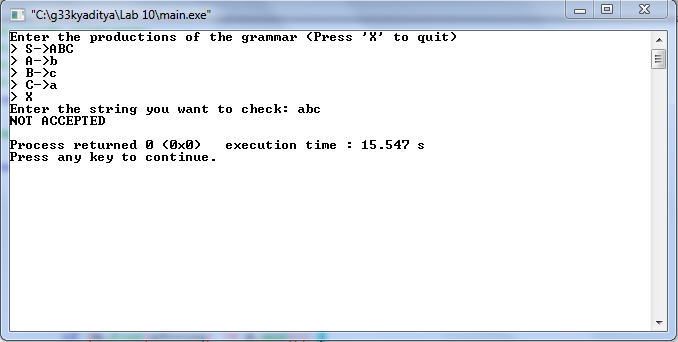 "C:\g33kyaditya\Lab 10\main.exe"
Enter the productions of the grammar (Press 'X' to quit)
> S->ABC
> A->b
> B->c
> C->a
> X
Enter the string you want to check: abc
NOT ACCEPTED
Process returned 0 (0x0)   execution time : 15.547 s
Press any key to continue.